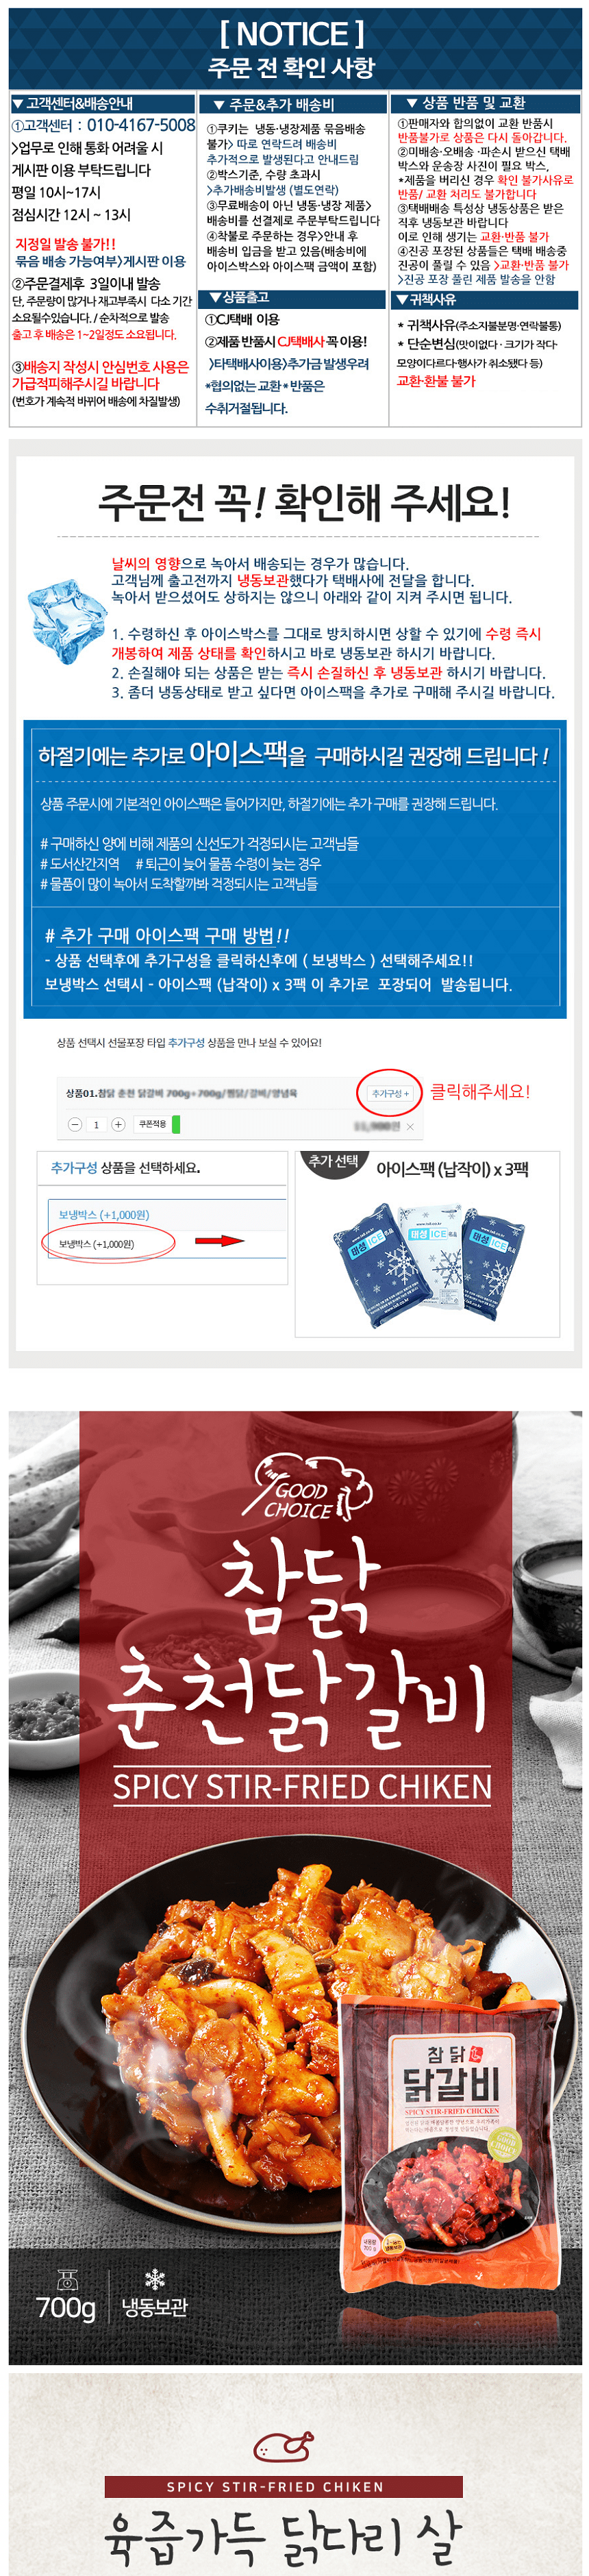 [ NOTICE ]
주문 전 확인 사항
▼ 고객센터&배송안내
①고객센터 : 010-4167-5008
>업무로 인해 통화 어려울 시
게시판 이용 부탁드립니다
평일 10시~17시
점심시간 12시 ~ 13시
지정일 발송 불가!!
묶음 배송 가능여부>게시판 이용
②주문결제후 3일이내 발송
단, 주문량이 많거나 재고부족시 다소 기간
소요될수있습니다. / 순차적으로 발송
출고 후 배송은 1~2일정도 소요됩니다.
③배송지 작성시 안심번호 사용은
가급적피해주시길 바랍니다
(번호가 계속적 바뀌어 배송에 차질발생)
▼ 주문&추가 배송비
①쿠키는 냉동·냉장제품 묶음배송
불가> 따로 연락드려 배송비
추가적으로 발생된다고 안내드림
②박스기준, 수량 초과시
>추가배송비발생 (별도연락)
③무료배송이 아닌 냉동·냉장 제품>
배송비를 선결제로 주문부탁드립니다
④착불로 주문하는 경우>안내 후
배송비 입금을 받고 있음(배송비에
아이스박스와 아이스팩 금액이 포함)
▼상품출고
①CJ택배 이용
②제품 반품시 CJ택배사 꼭 이용!
>타택배사이용>추가금 발생우려
*협의없는 교환 * 반품은
수취거절됩니다.
▼ 상품 반품 및 교환
①판매자와 합의없이 교환 반품시
반품불가로 상품은 다시 돌아갑니다.
②미배송·오배송 ·파손시 받으신 택배
박스와 운송장 사진이 필요 박스,
*제품을 버리신 경우 확인 불가사유로
반품/ 교환 처리도 불가합니다
③택배배송 특성상 냉동상품은 받은
직후 냉동보관 바랍니다
이로 인해 생기는 교환·반품 불가
④진공 포장된 상품들은 택배 배송중
진공이 풀릴 수 있음 >교환·반품 불가
>진공 포장 풀린 제품 발송을 안함
▼귀책사유
* 귀책사유(주소지불분명·연락불통)
* 단순변심(맛이없다 · 크기가 작다·
모양이다르다·행사가 취소됐다 등)
교환·환불 불가
주문전 꼭! 확인해 주세요!
날씨의 영향으로 녹아서 배송되는 경우가 많습니다.
고객님께 출고전까지 냉동보관했다가 택배사에 전달을 합니다.
녹아서 받으셨어도 상하지는 않으니 아래와 같이 지켜 주시면 됩니다.
1. 수령하신 후 아이스박스를 그대로 방치하시면 상할 수 있기에 수령 즉시
개봉하여 제품 상태를 확인하시고 바로 냉동보관 하시기 바랍니다.
2. 손질해야 되는 상품은 받는 즉시 손질하신 후 냉동보관 하시기 바랍니다.
3. 좀더 냉동상태로 받고 싶다면 아이스팩을 추가로 구매해 주시길 바랍니다.
하절기에는 추가로 아이스팩을 구매하시길 권장해 드립니다 !
상품 주문시에 기본적인 아이스팩은 들어가지만, 하절기에는 추가 구매를 권장해 드립니다.
# 구매하신 양에 비해 제품의 신선도가 걱정되시는 고객님들
# 도서산간지역 # 퇴근이 늦어 물품 수령이 늦는 경우
# 물품이 많이 녹아서 도착할까봐 걱정되시는 고객님들
# 추가 구매 아이스팩 구매 방법!!
- 상품 선택후에 추가구성을 클릭하신후에 ( 보냉박스 ) 선택해주세요!!
보냉박스 선택시 - 아이스팩 (납작이) x 3팩 이 추가로 포장되어 발송됩니다.
상품 선택시 선물포장 타입 추가구성 상품을 만나 보실 수 있어요!
상품01.참닭 춘천 닭갈비 700g+700g/찜닭/갈비/양념육
추가구성 +
클릭해주세요!
1
쿠폰적용
추가구성 상품을 선택하세요.
보냉박스 (+1,000원)
보냉박스 (+1,000원)
추가 선택
아이스팩 (납작이) x 3팩
태성ICE
태성ICE
태성ICE
GOOD
CHOICE
참닭
춘천닭갈비
SPICY STIR-FRIED CHIKEN
참닭
닭갈비
SPICY STIR-FRIED CHICKEN
700 g
700g
냉동보관
SPICY STIR-FRIED CHIKEN
육즙가득 닭다리 살